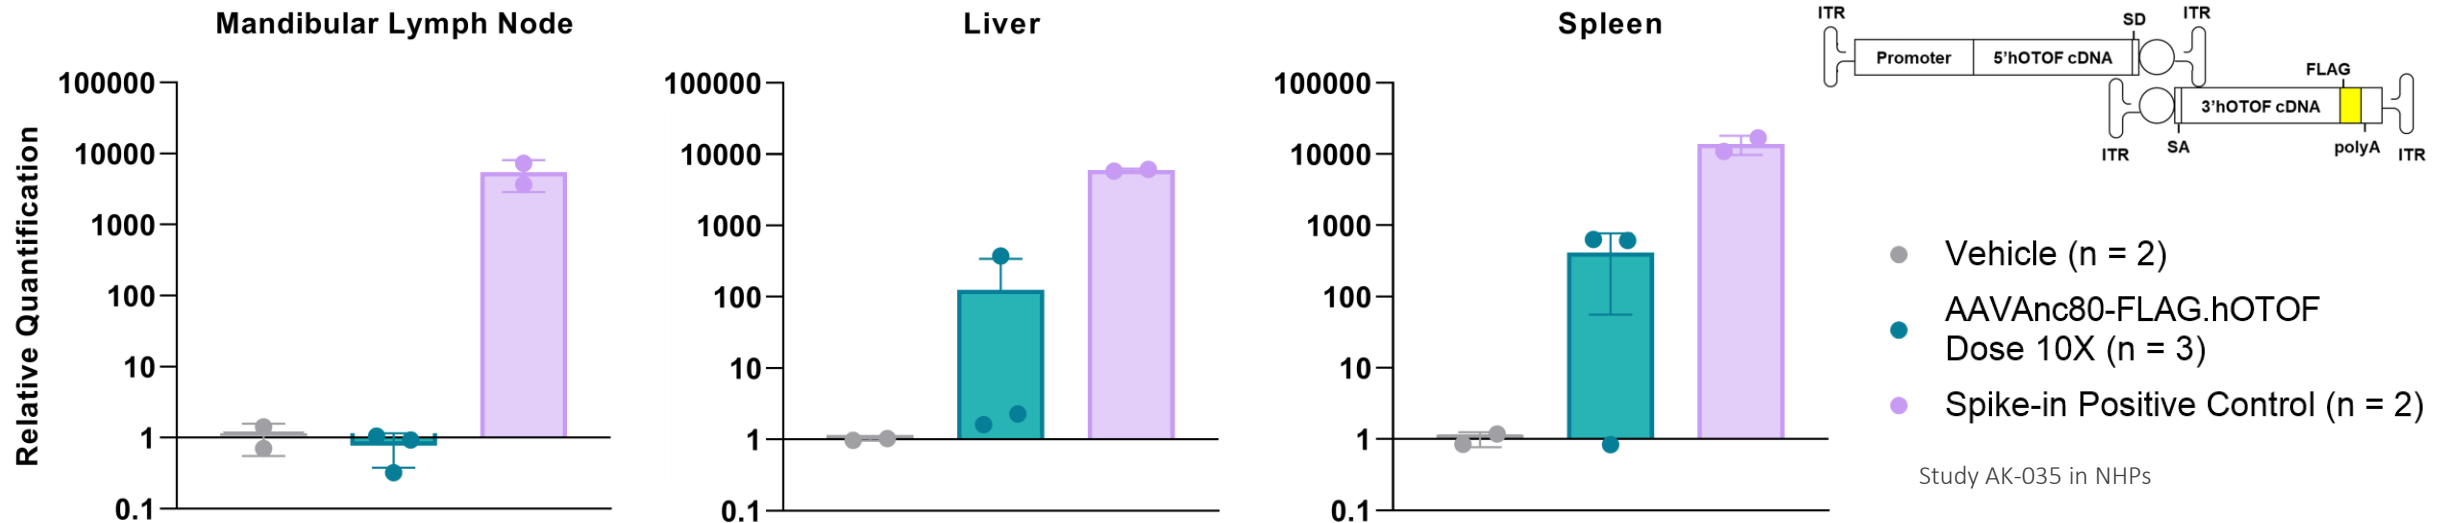 Mandibular Lymph Node
Relative Quantification
100000
10000
1000
100
10
1
0.1
Liver
100000
10000
1000
100
10
1
0.1
Spleen
100000
10000
1000
100
10
1
0.1
ITR
SD
ITR
Promoter
5'hOTOF cDNA
FLAG
3'hOTOF cDNA
ITR
SA
polyA
ITR
Vehicle (n = 2)
AAVAnc80-FLAG.hOTOF
Dose 10X (n = 3)
Spike-in Positive Control (n = 2)
Study AK-035 in NHPs